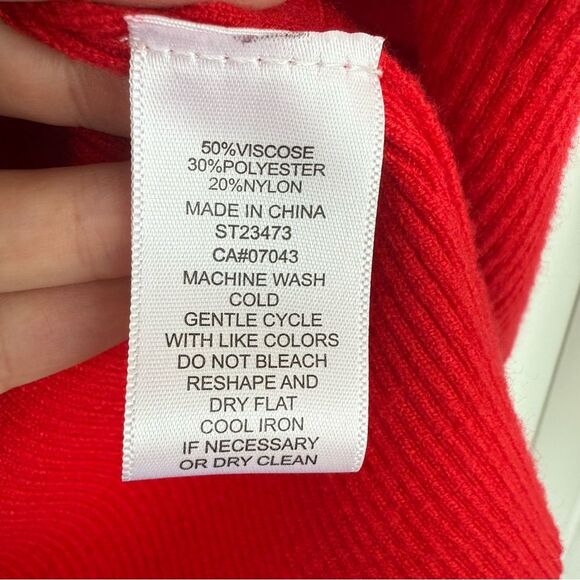 50%VISCOSE
30%POLYESTER
20%NYLON
MADE IN CHINA
ST23473
CA#07043
MACHINE WASH
COLD
GENTLE CYCLE
WITH LIKE COLORS
DO NOT BLEACH
RESHAPE AND
DRY FLAT
COOL IRON
IF NECESSARY
OR DRY CLEAN